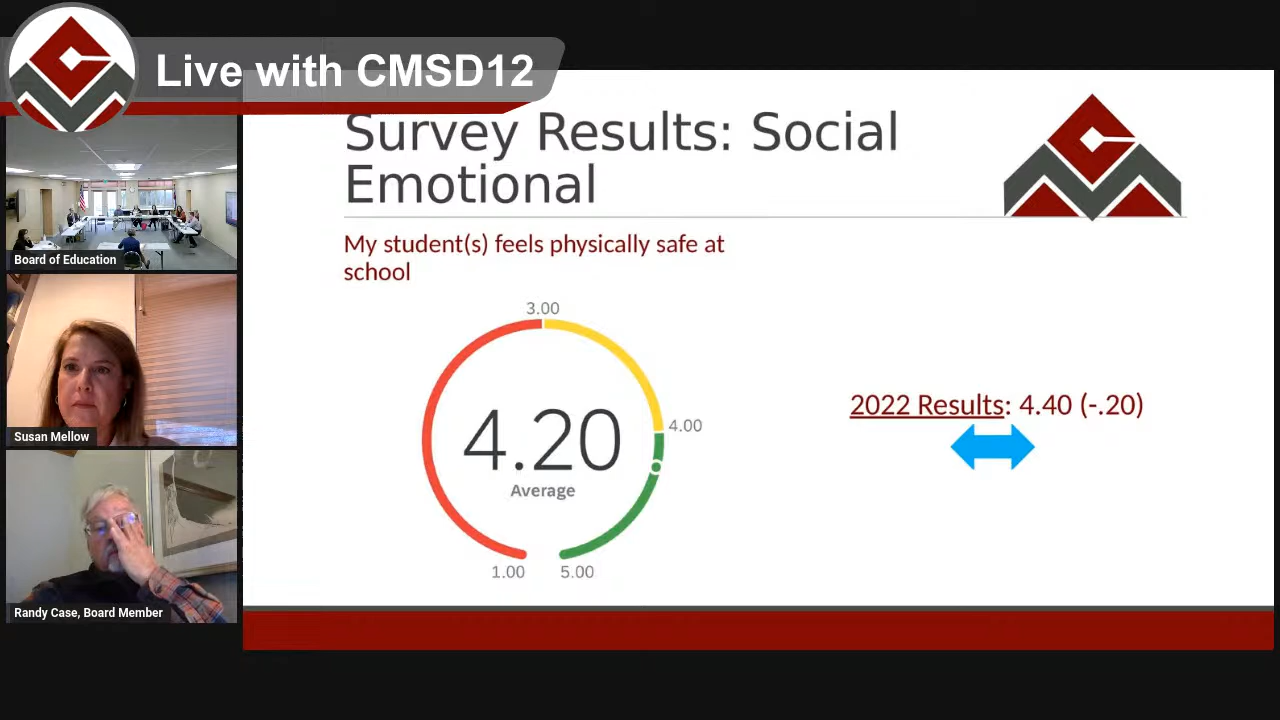 Live with CMSD12
Board of Education
Susan Mellow
Randy Case, Board Member
Survey Results: Social
Emotional
My student(s) feels physically safe at
school
3.00
4.00
4.20
Average
1.00
5.00
2022 Results: 4.40 (-.20)